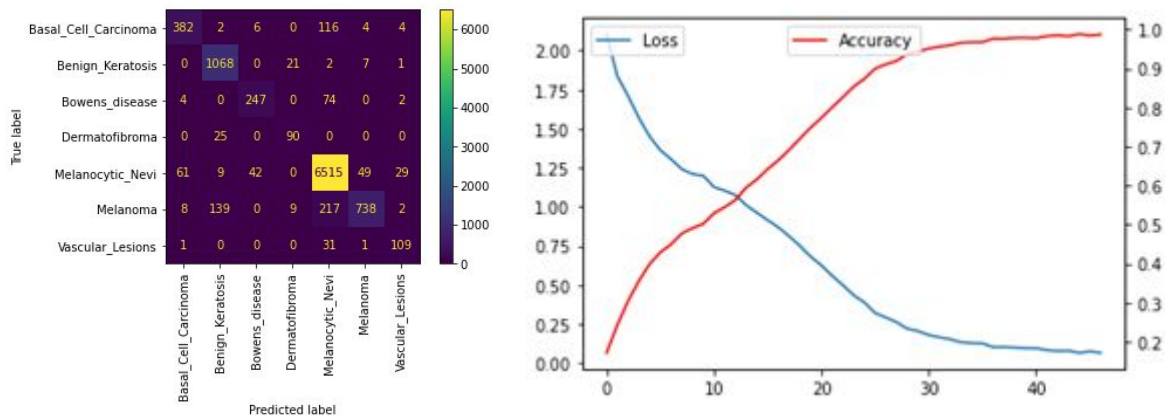 True label
Basal_Cell_Carcinoma 382 2 6 0 116 4 4
Benign_Keratosis 0 1068 0 21 2 7 1
Bowens_disease 4 0 247 0 74 0 2
Dermatofibroma 0 25 0 90 0 0 0
Melanocytic_Nevi 61 9 42 0 6515 49 29
Melanoma 8 139 0 9 217 738 2
Vascular_Lesions 1 0 0 0 31 1 109
Basal_Cell_Carcinoma
Benign_Keratosis
Bowens_disease
Dermatofibroma
Melanocytic_Nevi
Melanoma
Vascular_Lesions
Predicted label
6000
5000
4000
3000
2000
1000
0
Loss
Accuracy
2.00
1.75
1.50
1.25
1.00
0.75
0.50
0.25
0.00
0 10 20 30 40
1.0
0.9
0.8
0.7
0.6
0.5
0.4
0.3
0.2